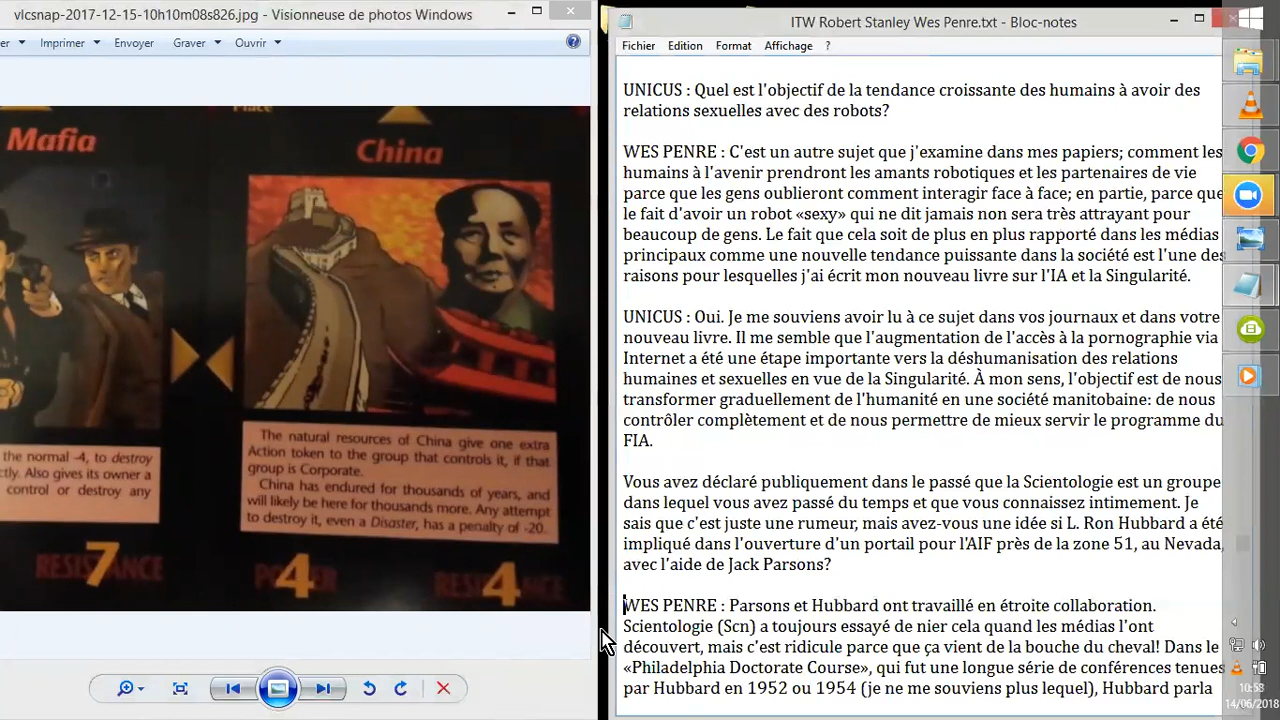 vlcsnap-2017-12-15-10h10m08s826.jpg - Visionneuse de photos Windows
Imprimer
Envoyer
Graver
Ouvrir
Mafia
China
the normal -4, to destroy
Also gives its owner a
control or destroy any
RESISTANCE
7
The natural resources of China give one extra
Action token to the group that controls it, if that
group is Corporate.
China has endured for thousands of years, and
will likely be here for thousands more. Any attempt
to destroy it, even a Disaster, has a penalty of -20.
POWER
4
RESISTANCE
4
ITW Robert Stanley Wes Penre.txt - Bloc-notes
Fichier Edition Format Affichage ?
UNICUS : Quel est l'objectif de la tendance croissante des humains à avoir des
relations sexuelles avec des robots?
WES PENRE : C'est un autre sujet que j'examine dans mes papiers; comment les
humains à l'avenir prendront les amants robotiques et les partenaires de vie
parce que les gens oublieront comment interagir face à face; en partie, parce que
le fait d'avoir un robot «sexy» qui ne dit jamais non sera très attrayant pour
beaucoup de gens. Le fait que cela soit de plus en plus rapporté dans les médias
principaux comme une nouvelle tendance puissante dans la société est l'une des
raisons pour lesquelles j'ai écrit mon nouveau livre sur l'IA et la Singularité.
UNICUS : Oui. Je me souviens avoir lu à ce sujet dans vos journaux et dans votre
nouveau livre. Il me semble que l'augmentation de l'accès à la pornographie via
Internet a été une étape importante vers la déshumanisation des relations
humaines et sexuelles en vue de la Singularité. À mon sens, l'objectif est de nous
transformer graduellement de l'humanité en une société manitobaine: de nous
contrôler complètement et de nous permettre de mieux servir le programme du
FIA.
Vous avez déclaré publiquement dans le passé que la Scientologie est un groupe
dans lequel vous avez passé du temps et que vous connaissez intimement. Je
sais que c'est juste une rumeur, mais avez-vous une idée si L. Ron Hubbard a été
impliqué dans l'ouverture d'un portail pour l'AIF près de la zone 51, au Nevada,
avec l'aide de Jack Parsons?
WES PENRE : Parsons et Hubbard ont travaillé en étroite collaboration.
Scientologie (Scn) a toujours essayé de nier cela quand les médias l'ont
découvert, mais c'est ridicule parce que ça vient de la bouche du cheval! Dans le
«Philadelphia Doctorate Course», qui fut une longue série de conférences tenues
par Hubbard en 1952 ou 1954 (je ne me souviens plus lequel), Hubbard parla
10:58
14/06/2018